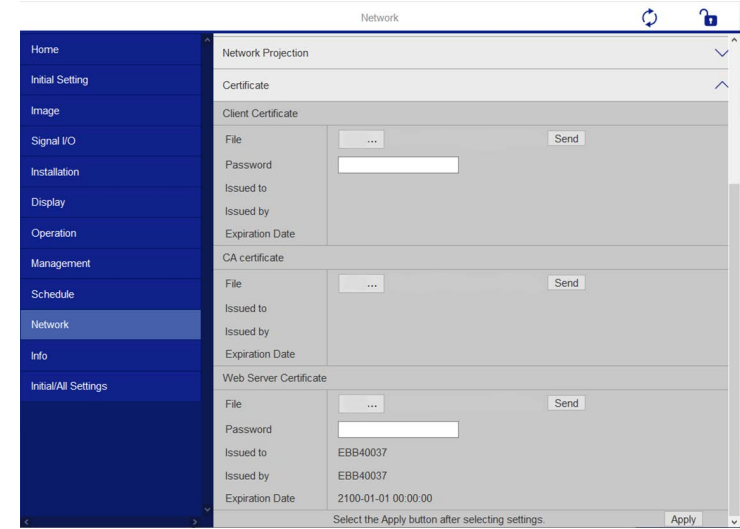 Network
Home
Initial Setting
Image
Signal I/O
Installation
Display
Operation
Management
Schedule
Network
Info
Initial/All Settings
Network Projection
Certificate
Client Certificate
File ... Send
Password
Issued to
Issued by
Expiration Date
CA certificate
File ... Send
Issued to
Issued by
Expiration Date
Web Server Certificate
File ... Send
Password
Issued to EBB40037
Issued by EBB40037
Expiration Date 2100-01-01 00:00:00
Select the Apply button after selecting settings. Apply